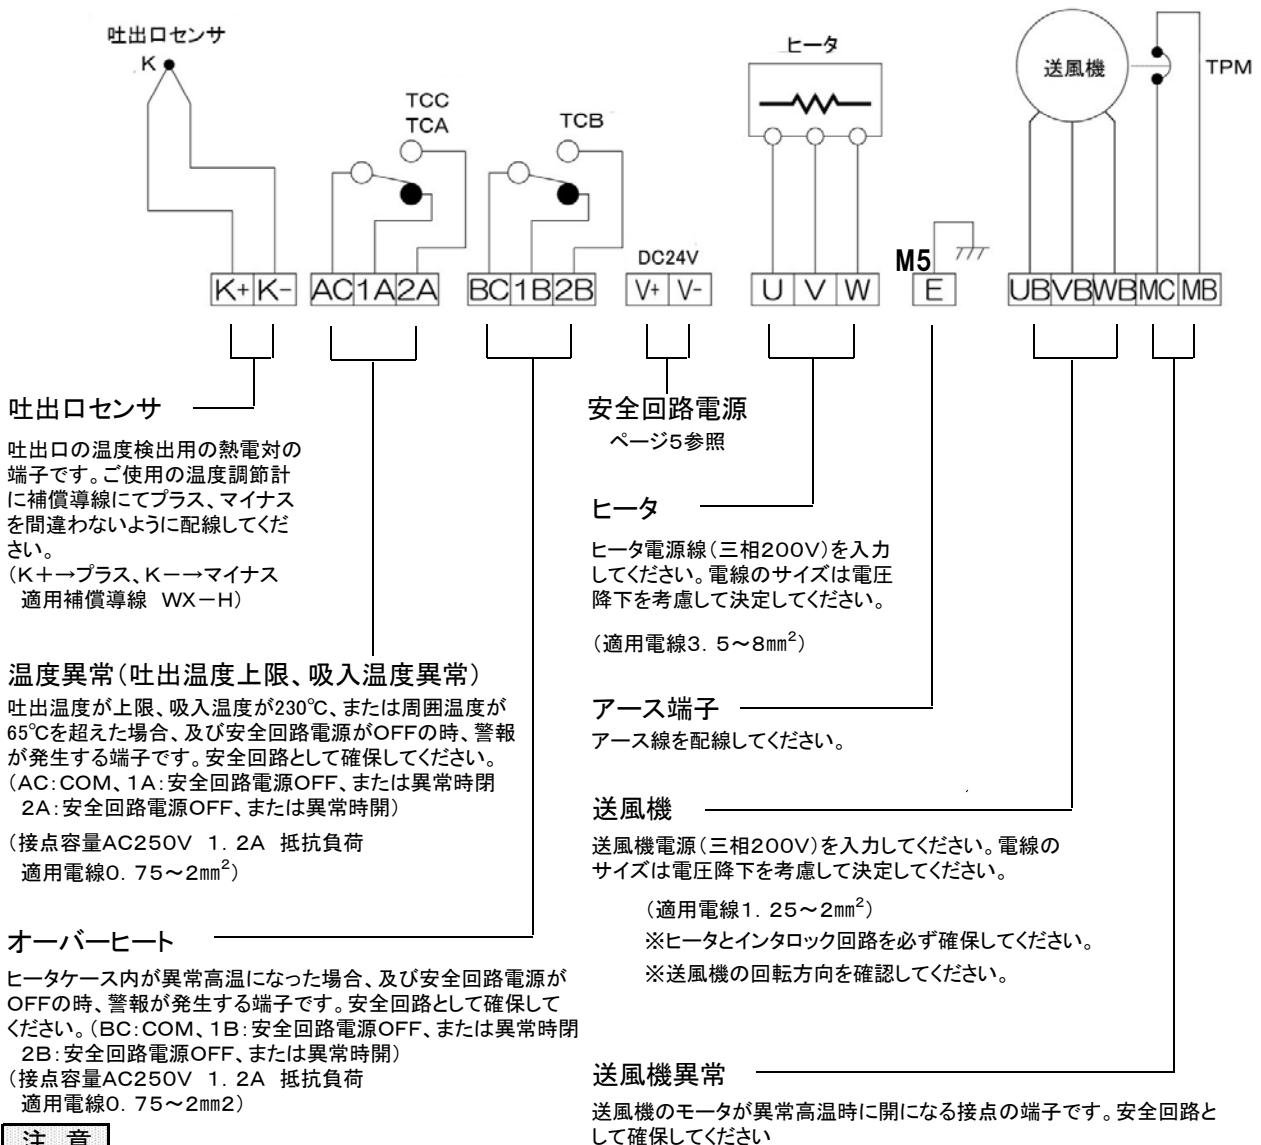 吐出口センサ
K
TCC
TCA
TCB
ヒータ
送風機
TPM
DC24V
M5
K+ K-
AC 1A 2A
BC 1B 2B
V+ V-
U V W
E
UB VB WB MC MB
吐出口センサ
吐出口の温度検出用の熱電対の
端子です。ご使用の温度調節計
に補償導線にてプラス、マイナス
を間違わないように配線してくだ
さい。
（K＋→プラス、K－→マイナス
適用補償導線　WX－H）
温度異常（吐出温度上限、吸入温度異常）
吐出温度が上限、吸入温度が230℃、または周囲温度が
65℃を超えた場合、及び安全回路電源がOFFの時、警報
が発生する端子です。安全回路として確保してください。
（AC：COM、1A：安全回路電源OFF、または異常時閉
2A：安全回路電源OFF、または異常時開）
（接点容量AC250V　1．2A　抵抗負荷
適用電線0．75～2mm²）
オーバーヒート
ヒータケース内が異常高温になった場合、及び安全回路電源が
OFFの時、警報が発生する端子です。安全回路として確保して
ください。（BC：COM、1B：安全回路電源OFF、または異常時閉
2B：安全回路電源OFF、または異常時開）
（接点容量AC250V　1．2A　抵抗負荷
適用電線0．75～2mm2）
注　意
安全回路電源
ページ5参照
ヒータ
ヒータ電源線（三相200V）を入力
してください。電線のサイズは電圧
降下を考慮して決定してください。
（適用電線3．5～8mm²）
アース端子
アース線を配線してください。
送風機
送風機電源（三相200V）を入力してください。電線の
サイズは電圧降下を考慮して決定してください。
（適用電線1．25～2mm²）
※ヒータとインタロック回路を必ず確保してください。
※送風機の回転方向を確認してください。
送風機異常
送風機のモータが異常高温時に開になる接点の端子です。安全回路と
して確保してください